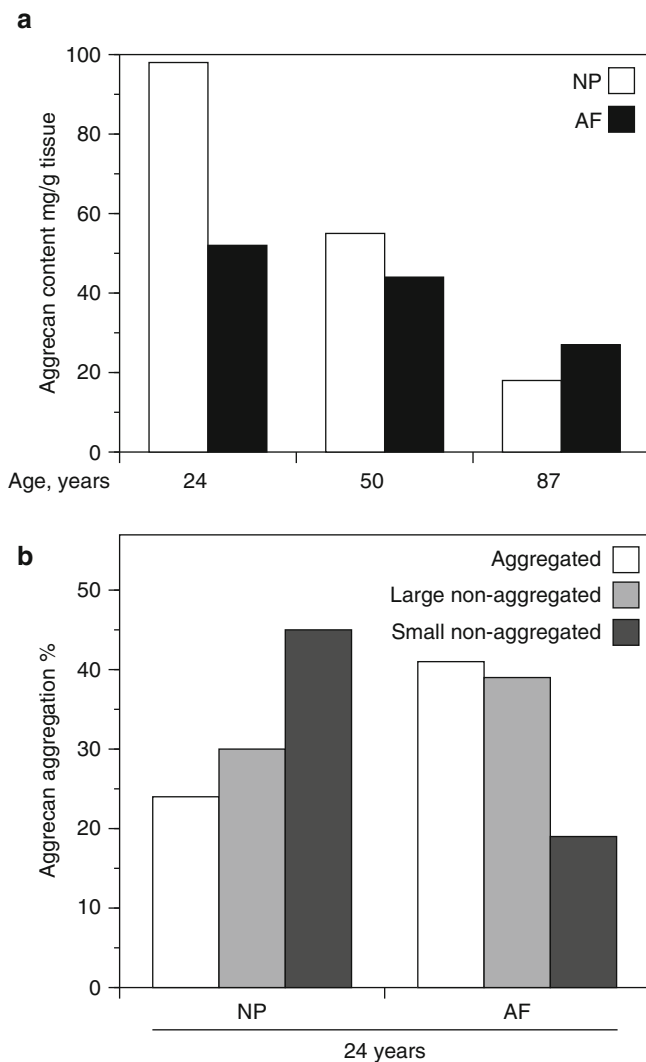 a
100
80
60
40
20
0
Aggrecan content mg/g tissue
NP
AF
Age, years 24 50 87
b
50
40
30
20
10
0
Aggrecan aggregation %
Aggregated
Large non-aggregated
Small non-aggregated
NP AF
24 years